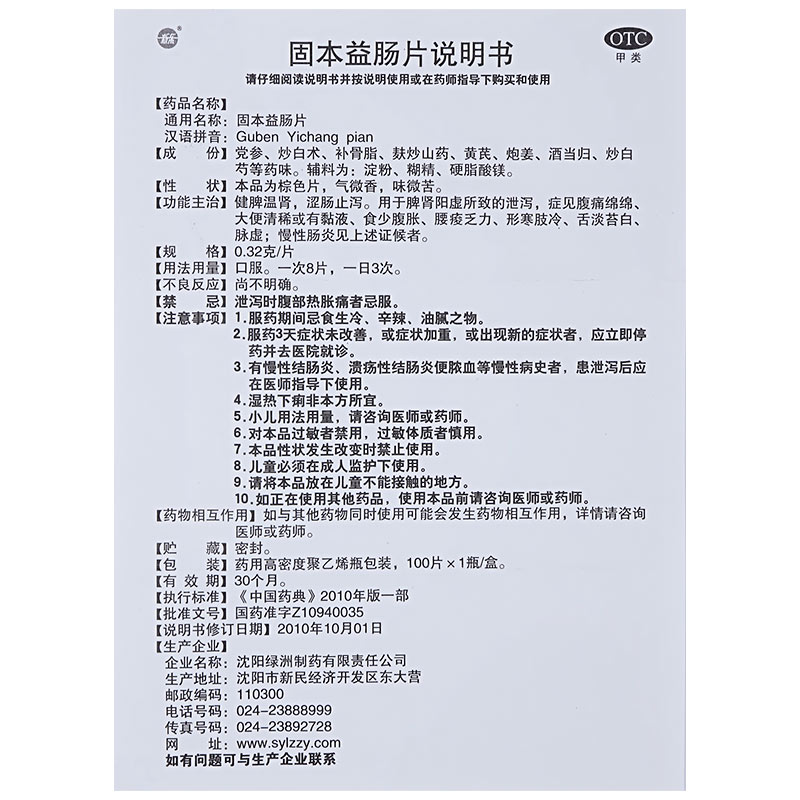 固本益肠片说明书
OTC
甲类
请仔细阅读说明书并按说明使用或在药师指导下购买和使用
【药品名称】
通用名称：固本益肠片
汉语拼音：Guben Yichang pian
【成　份】党参、炒白术、补骨脂、麸炒山药、黄芪、炮姜、酒当归、炒白
芍等药味。辅料为：淀粉、糊精、硬脂酸镁。
【性　状】本品为棕色片，气微香，味微苦。
【功能主治】健脾温肾，涩肠止泻。用于脾肾阳虚所致的泄泻，症见腹痛绵绵、
大便清稀或有黏液、食少腹胀、腰痠乏力、形寒肢冷、舌淡苔白、
脉虚；慢性肠炎见上述证候者。
【规　格】0.32克/片
【用法用量】口服。一次8片，一日3次。
【不良反应】尚不明确。
【禁　忌】泄泻时腹部热胀痛者忌服。
【注意事项】1.服药期间忌食生冷、辛辣、油腻之物。
2.服药3天症状未改善，或症状加重，或出现新的症状者，应立即停
药并去医院就诊。
3.有慢性结肠炎、溃疡性结肠炎便脓血等慢性病史者，患泄泻后应
在医师指导下使用。
4.湿热下痢非本方所宜。
5.小儿用法用量，请咨询医师或药师。
6.对本品过敏者禁用，过敏体质者慎用。
7.本品性状发生改变时禁止使用。
8.儿童必须在成人监护下使用。
9.请将本品放在儿童不能接触的地方。
10.如正在使用其他药品，使用本品前请咨询医师或药师。
【药物相互作用】如与其他药物同时使用可能会发生药物相互作用，详情请咨询
医师或药师。
【贮　藏】密封。
【包　装】药用高密度聚乙烯瓶包装，100片×1瓶/盒。
【有 效 期】30个月。
【执行标准】《中国药典》2010年版一部
【批准文号】国药准字Z10940035
【说明书修订日期】2010年10月01日
【生产企业】
企业名称：沈阳绿洲制药有限责任公司
生产地址：沈阳市新民经济开发区东大营
邮政编码：110300
电话号码：024-23888999
传真号码：024-23892728
网　址：www.sylzzy.com
如有问题可与生产企业联系